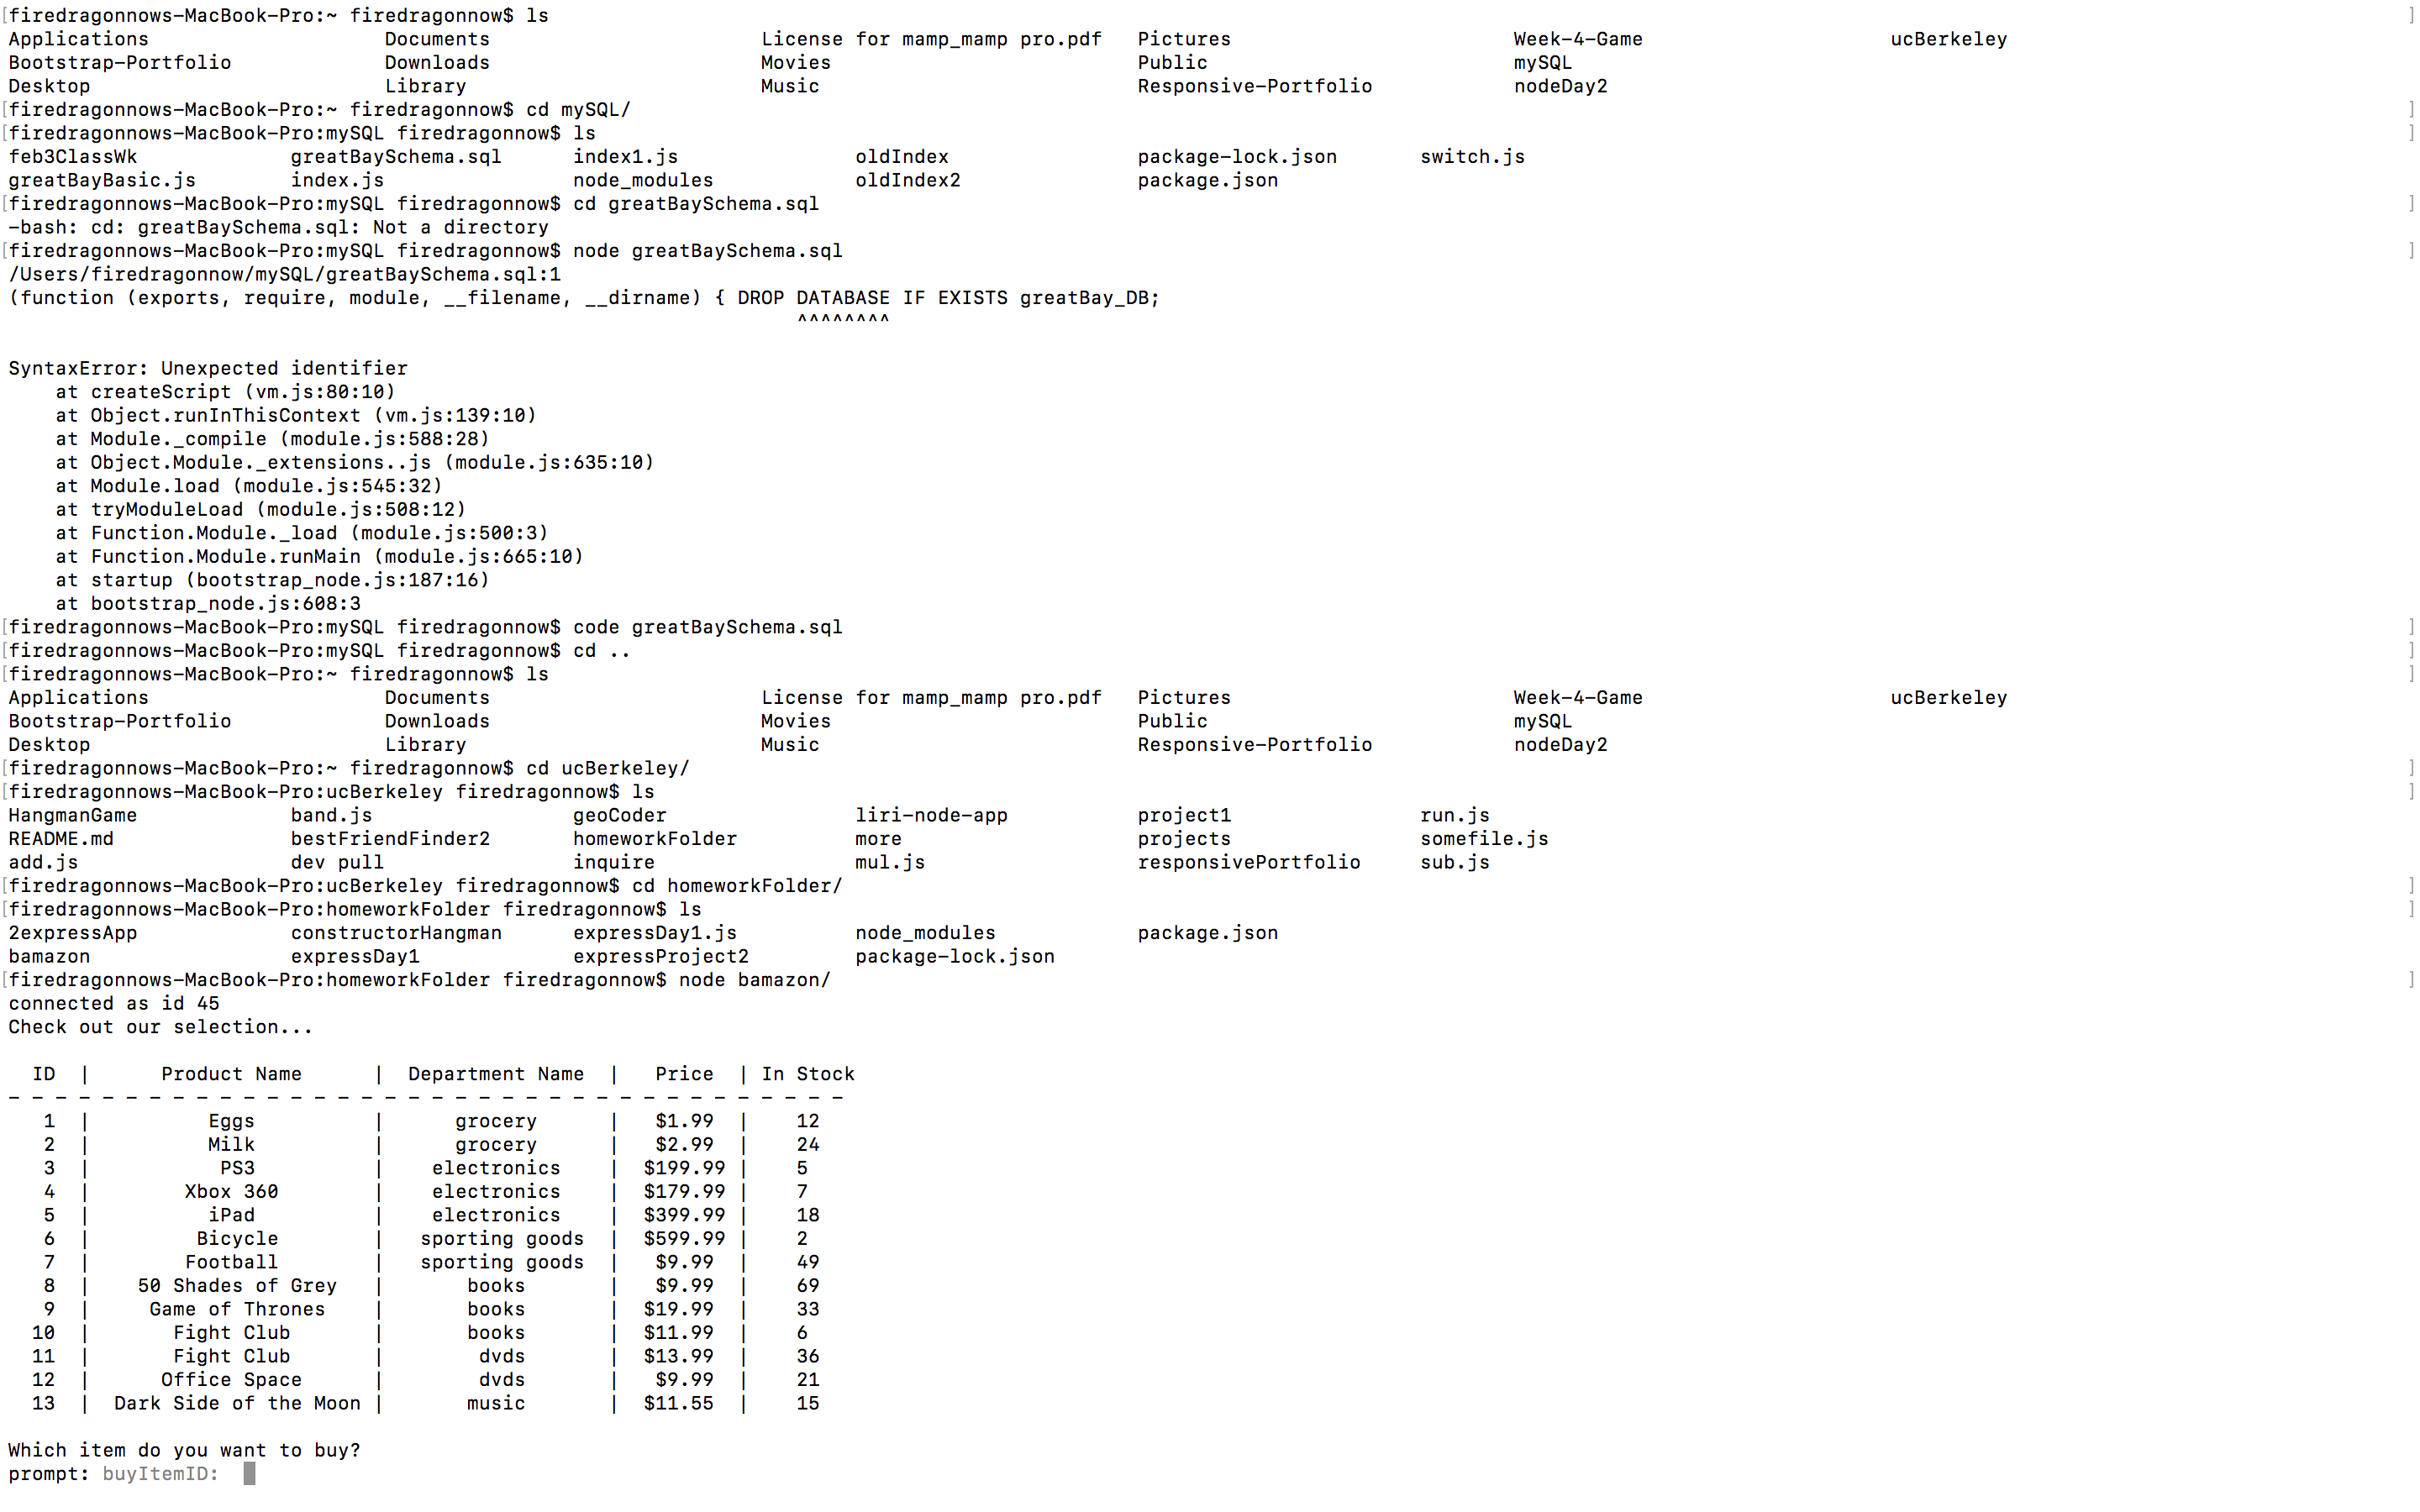 [firedragonnows-MacBook-Pro:~ firedragonnow$ ls ]
Applications Documents License for mamp_mamp pro.pdf Pictures Week-4-Game ucBerkeley
Bootstrap-Portfolio Downloads Movies Public mySQL
Desktop Library Music Responsive-Portfolio nodeDay2
[firedragonnows-MacBook-Pro:~ firedragonnow$ cd mySQL/ ]
[firedragonnows-MacBook-Pro:mySQL firedragonnow$ ls ]
feb3ClassWk greatBaySchema.sql index1.js oldIndex package-lock.json switch.js
greatBayBasic.js index.js node_modules oldIndex2 package.json
[firedragonnows-MacBook-Pro:mySQL firedragonnow$ cd greatBaySchema.sql ]
-bash: cd: greatBaySchema.sql: Not a directory
[firedragonnows-MacBook-Pro:mySQL firedragonnow$ node greatBaySchema.sql ]
/Users/firedragonnow/mySQL/greatBaySchema.sql:1
(function (exports, require, module, __filename, __dirname) { DROP DATABASE IF EXISTS greatBay_DB;
^^^^^^^^
SyntaxError: Unexpected identifier
at createScript (vm.js:80:10)
at Object.runInThisContext (vm.js:139:10)
at Module._compile (module.js:588:28)
at Object.Module._extensions..js (module.js:635:10)
at Module.load (module.js:545:32)
at tryModuleLoad (module.js:508:12)
at Function.Module._load (module.js:500:3)
at Function.Module.runMain (module.js:665:10)
at startup (bootstrap_node.js:187:16)
at bootstrap_node.js:608:3
[firedragonnows-MacBook-Pro:mySQL firedragonnow$ code greatBaySchema.sql ]
[firedragonnows-MacBook-Pro:mySQL firedragonnow$ cd .. ]
[firedragonnows-MacBook-Pro:~ firedragonnow$ ls ]
Applications Documents License for mamp_mamp pro.pdf Pictures Week-4-Game ucBerkeley
Bootstrap-Portfolio Downloads Movies Public mySQL
Desktop Library Music Responsive-Portfolio nodeDay2
[firedragonnows-MacBook-Pro:~ firedragonnow$ cd ucBerkeley/ ]
[firedragonnows-MacBook-Pro:ucBerkeley firedragonnow$ ls ]
HangmanGame band.js geoCoder liri-node-app project1 run.js
README.md bestFriendFinder2 homeworkFolder more projects somefile.js
add.js dev pull inquire mul.js responsivePortfolio sub.js
[firedragonnows-MacBook-Pro:ucBerkeley firedragonnow$ cd homeworkFolder/ ]
[firedragonnows-MacBook-Pro:homeworkFolder firedragonnow$ ls ]
2expressApp constructorHangman expressDay1.js node_modules package.json
bamazon expressDay1 expressProject2 package-lock.json
[firedragonnows-MacBook-Pro:homeworkFolder firedragonnow$ node bamazon/ ]
connected as id 45
Check out our selection...
ID | Product Name | Department Name | Price | In Stock
- - - - - - - - - - - - - - - - - - - - - - - - - - - - - - - - - - - -
1 | Eggs | grocery | $1.99 | 12
2 | Milk | grocery | $2.99 | 24
3 | PS3 | electronics | $199.99 | 5
4 | Xbox 360 | electronics | $179.99 | 7
5 | iPad | electronics | $399.99 | 18
6 | Bicycle | sporting goods | $599.99 | 2
7 | Football | sporting goods | $9.99 | 49
8 | 50 Shades of Grey | books | $9.99 | 69
9 | Game of Thrones | books | $19.99 | 33
10 | Fight Club | books | $11.99 | 6
11 | Fight Club | dvds | $13.99 | 36
12 | Office Space | dvds | $9.99 | 21
13 | Dark Side of the Moon | music | $11.55 | 15
Which item do you want to buy?
prompt: buyItemID: